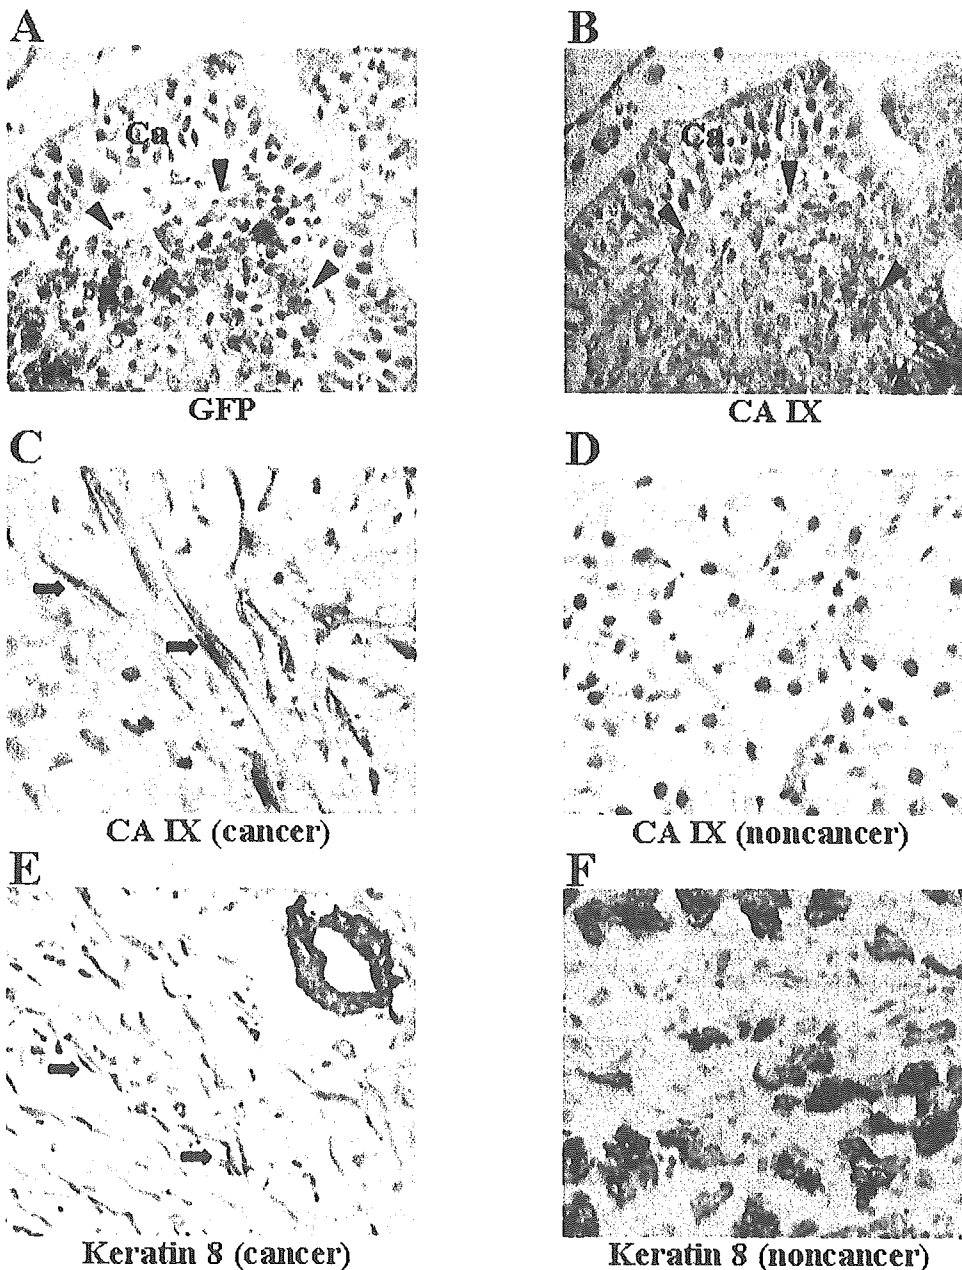 A
B
Ca
Ca
GFP
CA IX
C
D
CA IX (cancer)
CA IX (noncancer)
E
F
Keratin 8 (cancer)
Keratin 8 (noncancer)